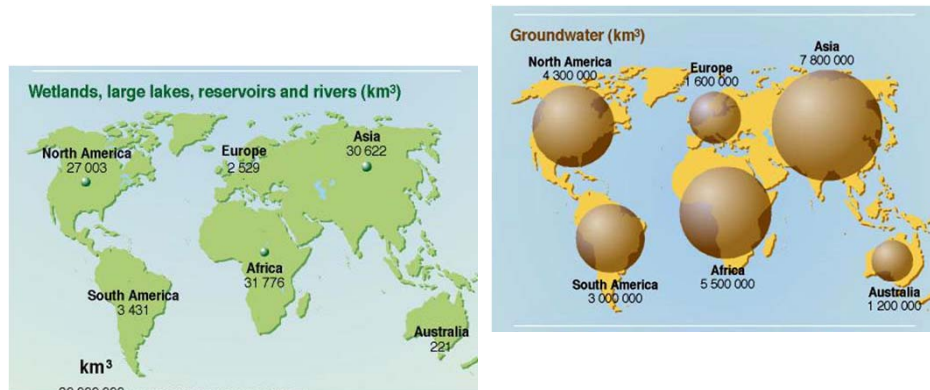 Wetlands, large lakes, reservoirs and rivers (km³)
North America
27 003
Europe
2 529
Asia
30 622
Africa
31 776
South America
3 431
Australia
221
km³
Groundwater (km³)
North America
4 300 000
Europe
1 600 000
Asia
7 800 000
South America
3 000 000
Africa
5 500 000
Australia
1 200 000